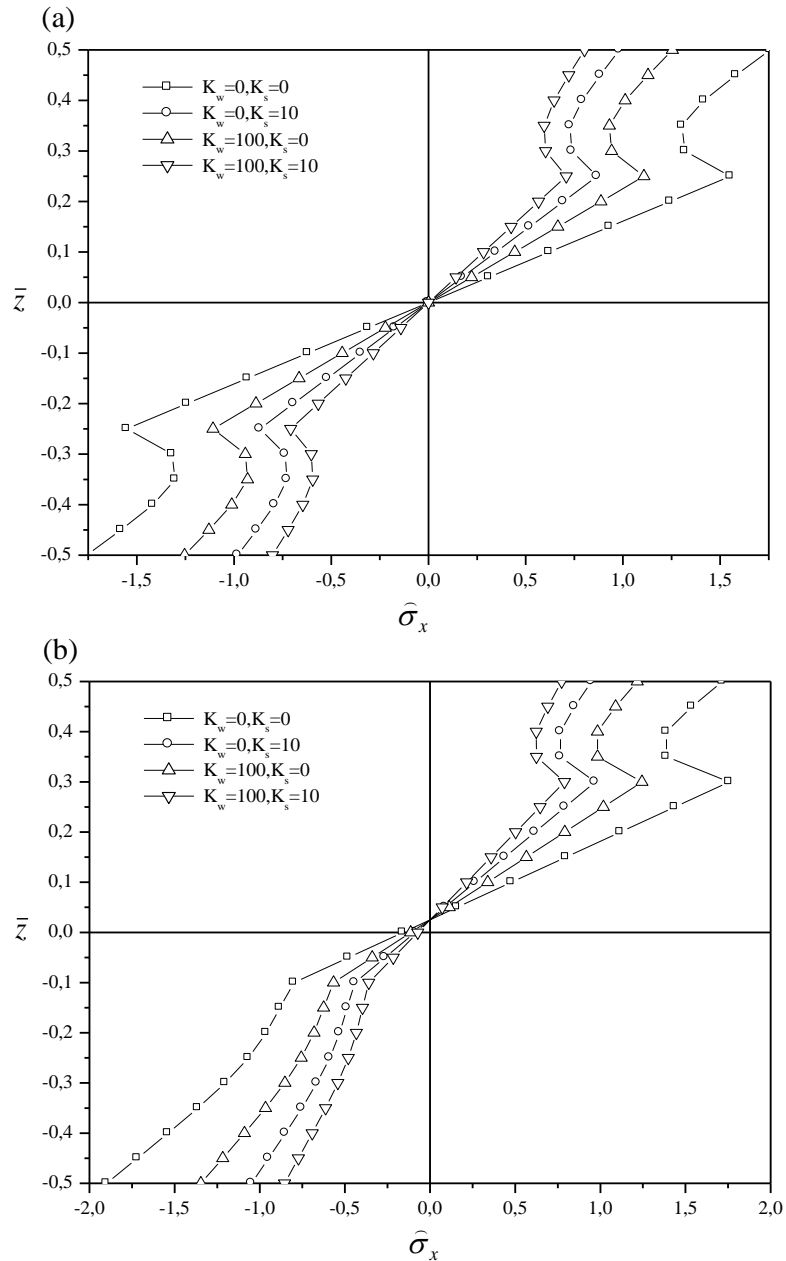 (a)
0,5
0,4
0,3
0,2
0,1
0,0
-0,1
-0,2
-0,3
-0,4
-0,5
K_w=0,K_s=0
K_w=0,K_s=10
K_w=100,K_s=0
K_w=100,K_s=10
z̄
-1,5 -1,0 -0,5 0,0 0,5 1,0 1,5
σ̂_x
(b)
0,5
0,4
0,3
0,2
0,1
0,0
-0,1
-0,2
-0,3
-0,4
-0,5
K_w=0,K_s=0
K_w=0,K_s=10
K_w=100,K_s=0
K_w=100,K_s=10
z̄
-2,0 -1,5 -1,0 -0,5 0,0 0,5 1,0 1,5 2,0
σ̂_x